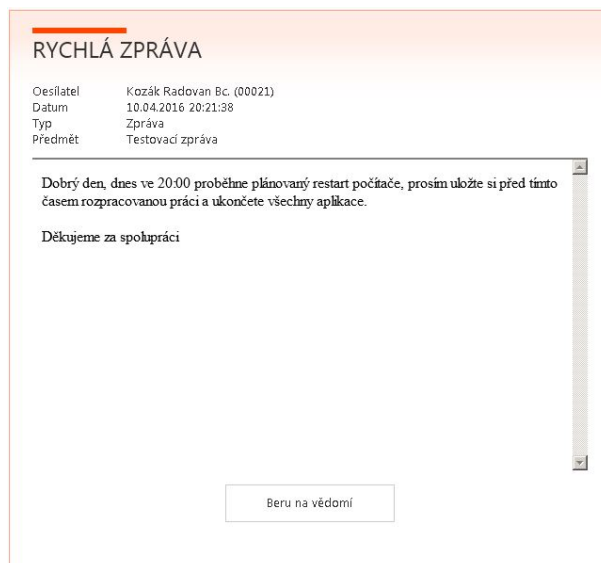 RYCHLÁ ZPRÁVA
Oesílatel Kozák Radovan Bc. (00021)
Datum 10.04.2016 20:21:38
Typ Zpráva
Předmět Testovací zpráva
Dobrý den, dnes ve 20:00 proběhne plánovaný restart počítače, prosím uložte si před tímto
časem rozpracovanou práci a ukončete všechny aplikace.
Děkujeme za spolupráci
Beru na vědomí